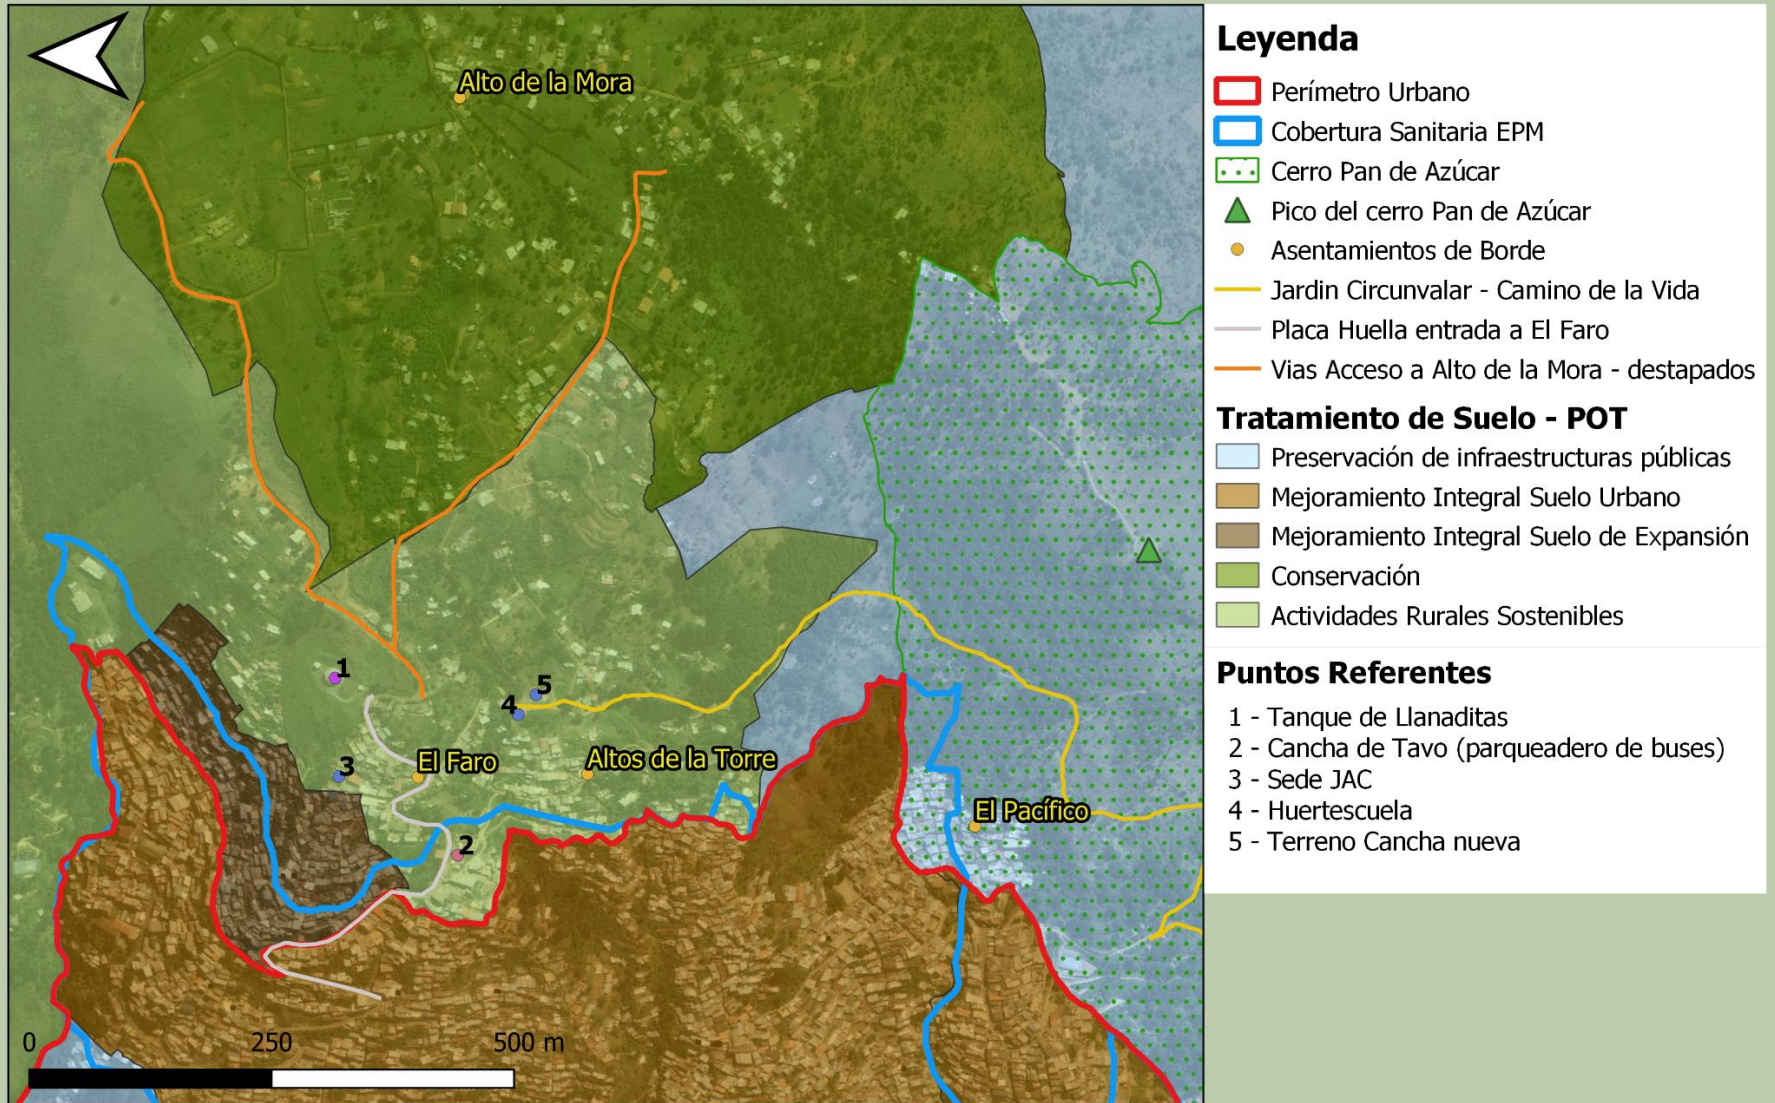 Alto de la Mora
1
5
4
3
El Faro
Altos de la Torre
El Pacífico
2
0
250
500 m
Leyenda
Perímetro Urbano
Cobertura Sanitaria EPM
Cerro Pan de Azúcar
Pico del cerro Pan de Azúcar
Asentamientos de Borde
Jardin Circunvalar - Camino de la Vida
Placa Huella entrada a El Faro
Vias Acceso a Alto de la Mora - destapados
Tratamiento de Suelo - POT
Preservación de infraestructuras públicas
Mejoramiento Integral Suelo Urbano
Mejoramiento Integral Suelo de Expansión
Conservación
Actividades Rurales Sostenibles
Puntos Referentes
1 - Tanque de Llanaditas
2 - Cancha de Tavo (parqueadero de buses)
3 - Sede JAC
4 - Huertescuela
5 - Terreno Cancha nueva